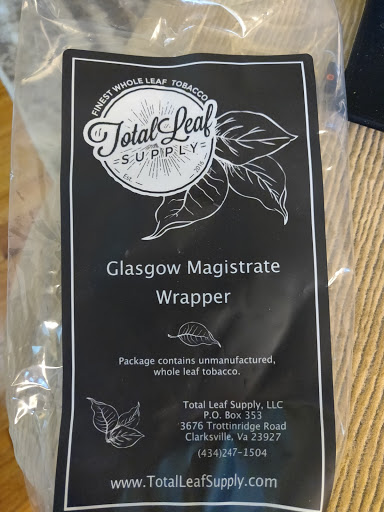 FINEST WHOLE LEAF TOBACCO
Total Leaf
SUPPLY
Est.
Glasgow Magistrate
Wrapper
Package contains unmanufactured,
whole leaf tobacco.
Total Leaf Supply, LLC
P.O. Box 353
3676 Trottinridge Road
Clarksville, Va 23927
(434)247-1504
www.TotalLeafSupply.com